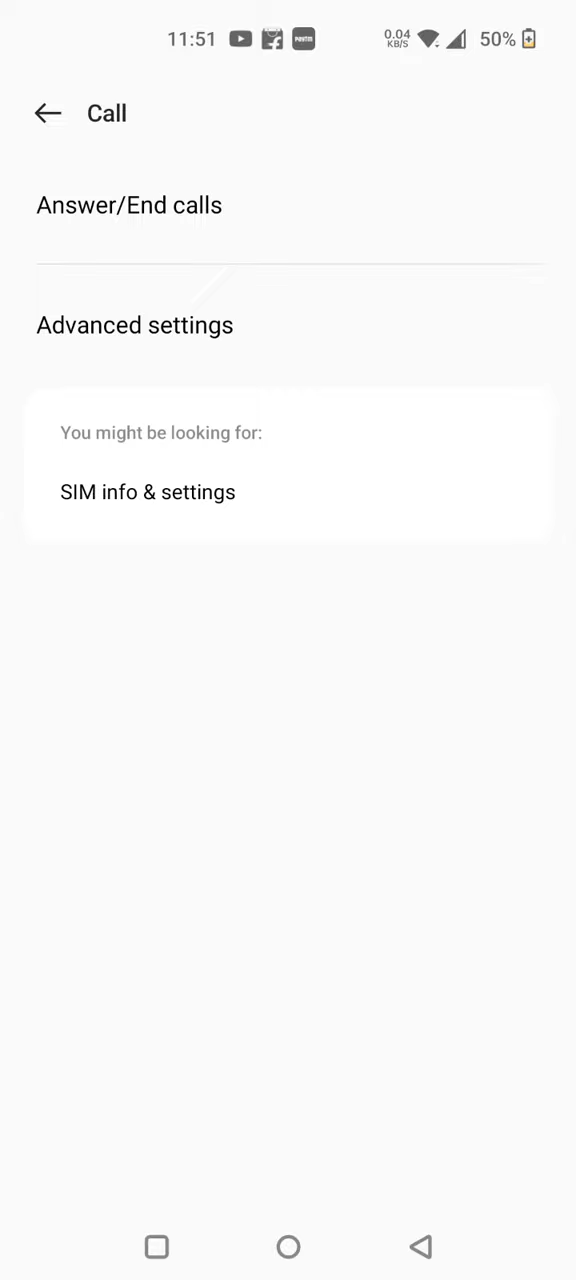 11:51 Paytm 0.04 KB/S 50%
Call
Answer/End calls
Advanced settings
You might be looking for:
SIM info & settings